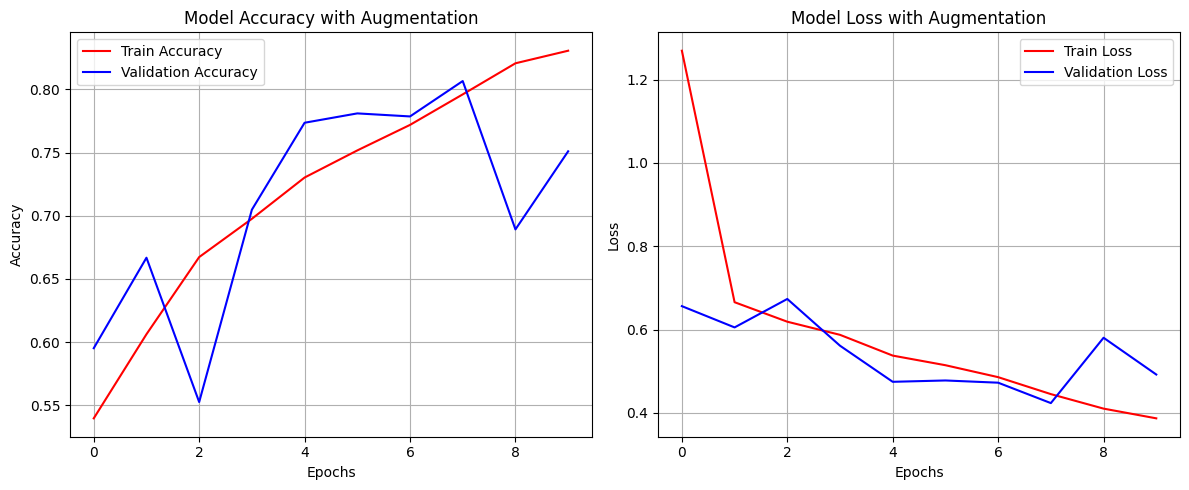 Model Accuracy with Augmentation
Train Accuracy
Validation Accuracy
0.80
0.75
0.70
0.65
0.60
0.55
Accuracy
0 2 4 6 8
Epochs
Model Loss with Augmentation
Train Loss
Validation Loss
1.2
1.0
0.8
0.6
0.4
Loss
0 2 4 6 8
Epochs